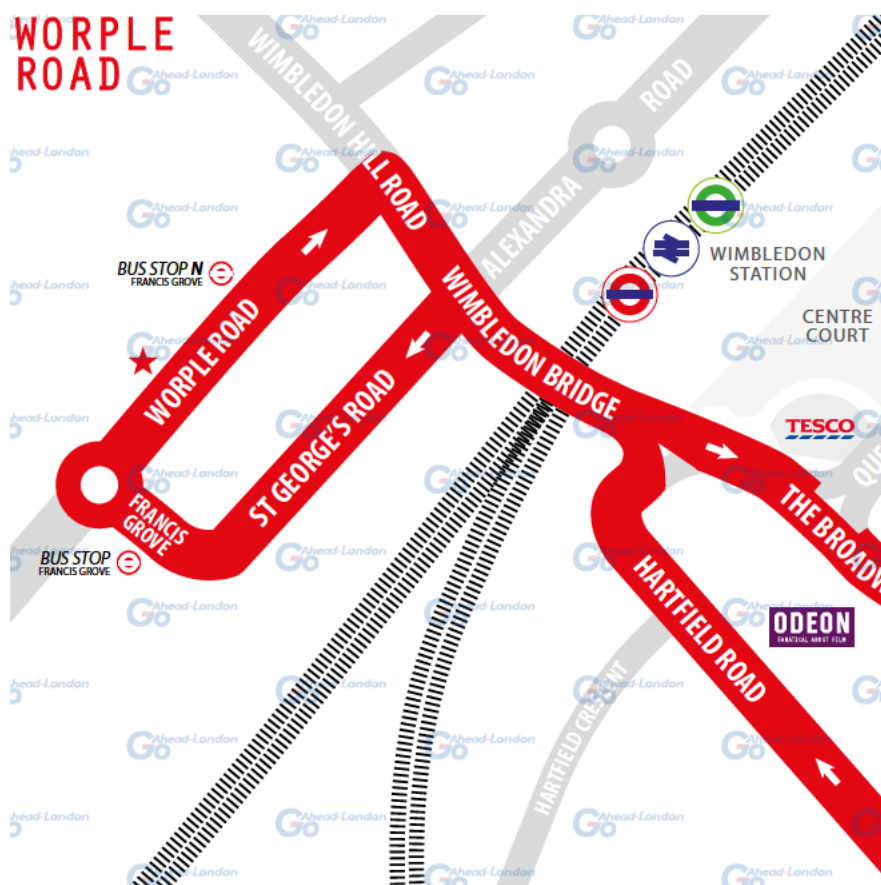 WORPLE
ROAD
WIMBLEDON HILL ROAD
ROAD
ALEXANDRA
WIMBLEDON
STATION
CENTRE
COURT
BUS STOP N
FRANCIS GROVE
WORPLE ROAD
WIMBLEDON BRIDGE
ST GEORGE'S ROAD
TESCO
QUE
THE BROADW
FRANCIS
GROVE
BUS STOP
FRANCIS GROVE
HARTFIELD ROAD
ODEON
FANATICAL ABOUT FILM
HARTFIELD CRESCENT
Go Ahead-London